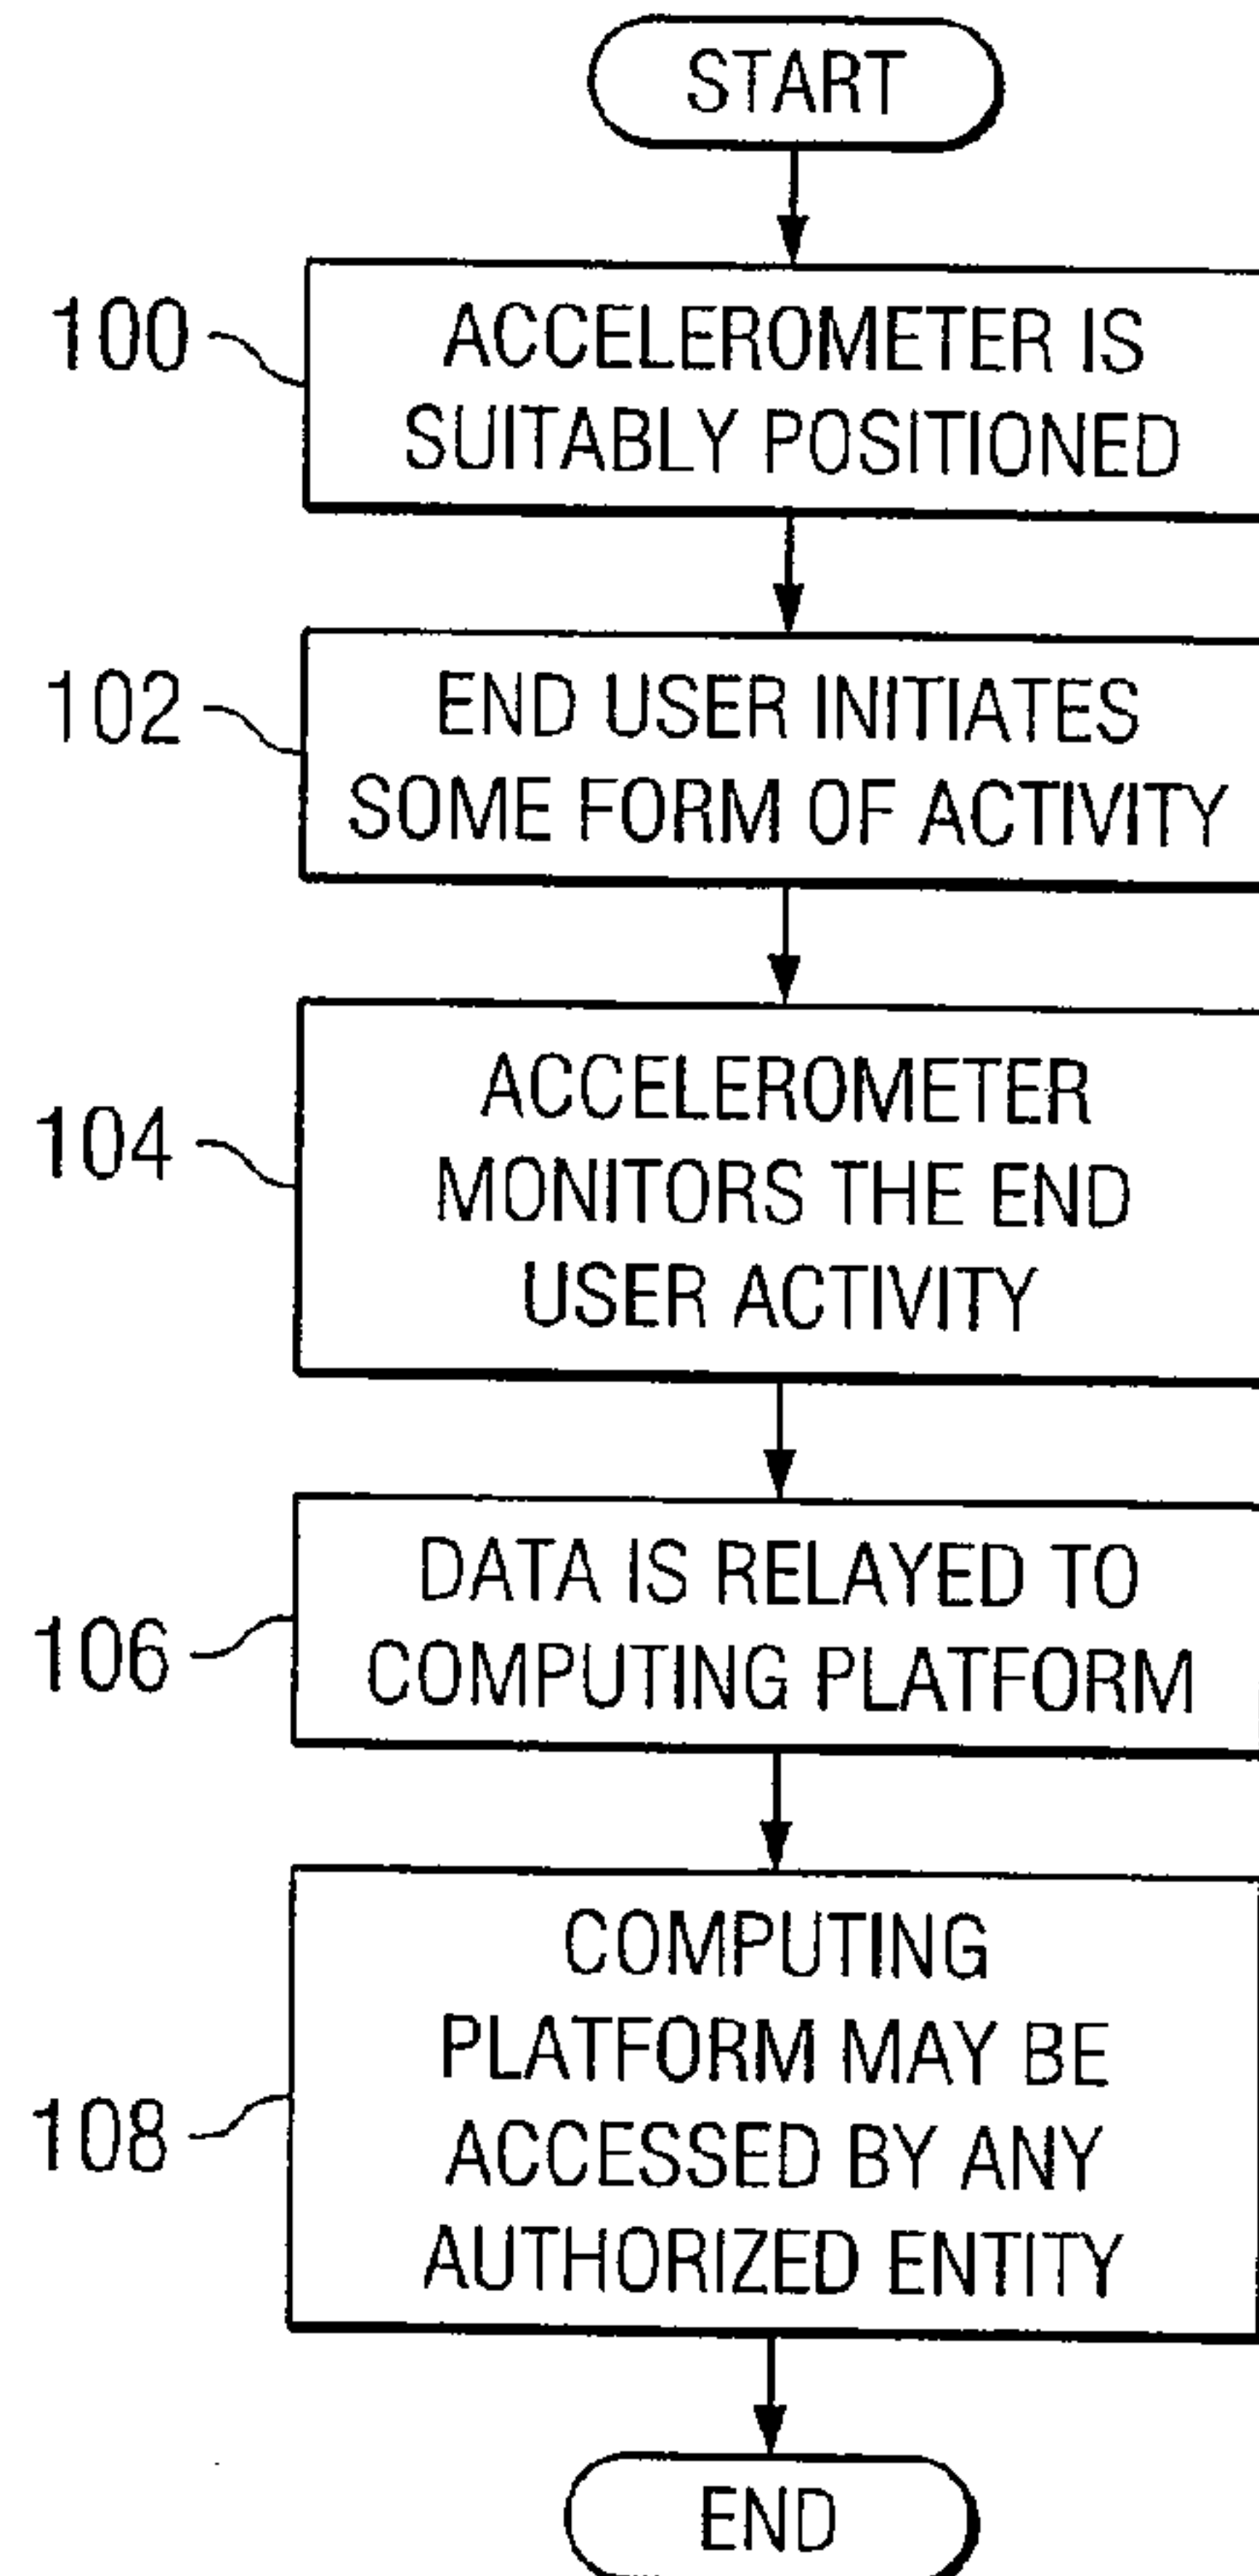 START
100
ACCELEROMETER IS
SUITABLY POSITIONED
102
END USER INITIATES
SOME FORM OF ACTIVITY
104
ACCELEROMETER
MONITORS THE END
USER ACTIVITY
106
DATA IS RELAYED TO
COMPUTING PLATFORM
108
COMPUTING
PLATFORM MAY BE
ACCESSED BY ANY
AUTHORIZED ENTITY
END